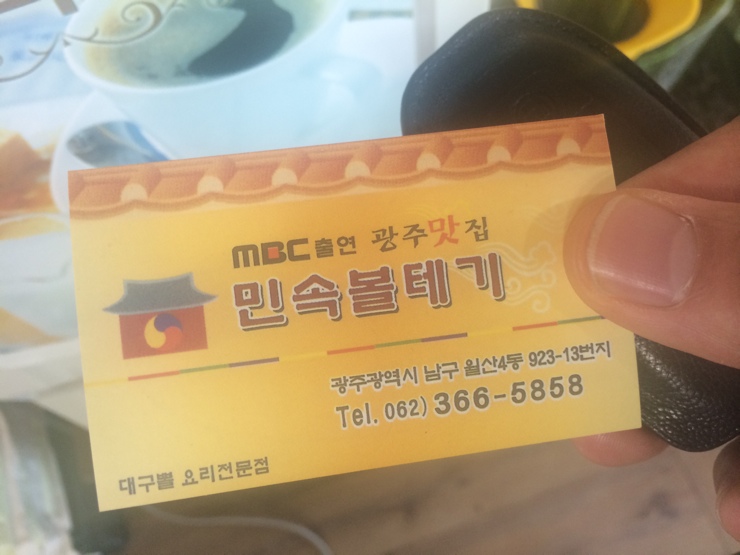 MBC출연 광주맛집
민속볼테기
광주광역시 남구 월산4동 923-13번지
Tel. 062) 366-5858
대구뽈 요리전문점